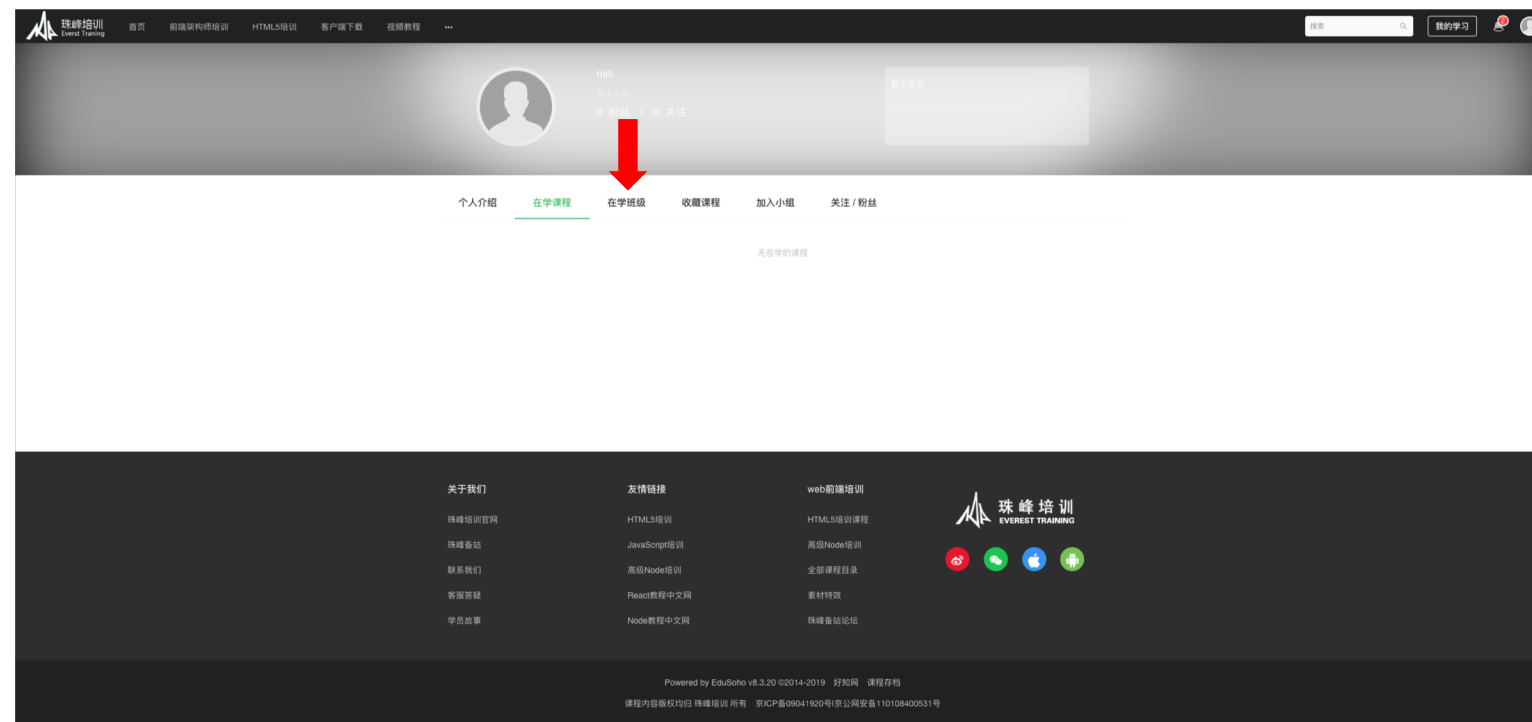 珠峰培训
Everst Traning
首页 前端架构师培训 HTML5培训 客户端下载 视频教程 ···
搜索
我的学习
2
mili
暂无头衔
0 粉丝 | 0 关注
暂无签名
个人介绍 在学课程 在学班级 收藏课程 加入小组 关注 / 粉丝
无在学的课程
关于我们
珠峰培训官网
珠峰备站
联系我们
客服答疑
学员故事
友情链接
HTML5培训
JavaScript培训
高级Node培训
React教程中文网
Node教程中文网
web前端培训
HTML5培训课程
高级Node培训
全部课程目录
素材特效
珠峰备站论坛
珠峰培训
EVEREST TRAINING
Powered by EduSoho v8.3.20 ©2014-2019 好知网 课程存档
课程内容版权均归 珠峰培训 所有 京ICP备09041920号|京公网安备110108400531号